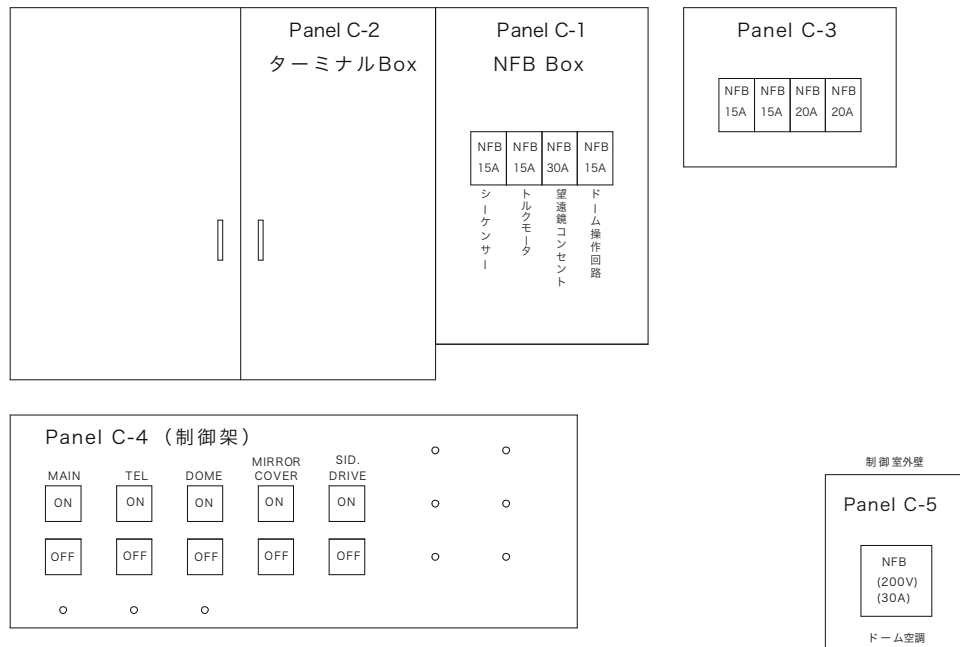 Panel C-2
ターミナルBox
Panel C-1
NFB Box
NFB NFB NFB NFB
15A 15A 30A 15A
シーケンサー
トルクモータ
望遠鏡コンセント
ドーム操作回路
Panel C-3
NFB NFB NFB NFB
15A 15A 20A 20A
Panel C-4 (制御架)
MAIN TEL DOME MIRROR COVER SID. DRIVE
ON ON ON ON ON
OFF OFF OFF OFF OFF
制御室外壁
Panel C-5
NFB
(200V)
(30A)
ドーム空調